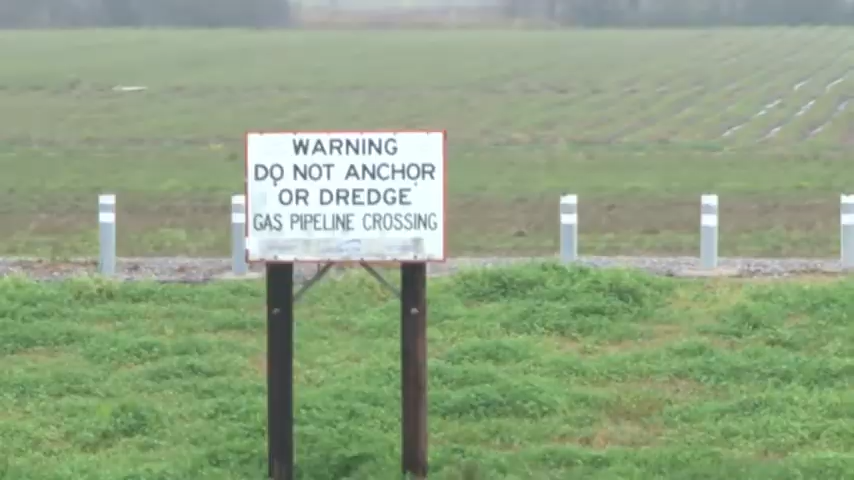 WARNING
DO NOT ANCHOR
OR DREDGE
GAS PIPELINE CROSSING